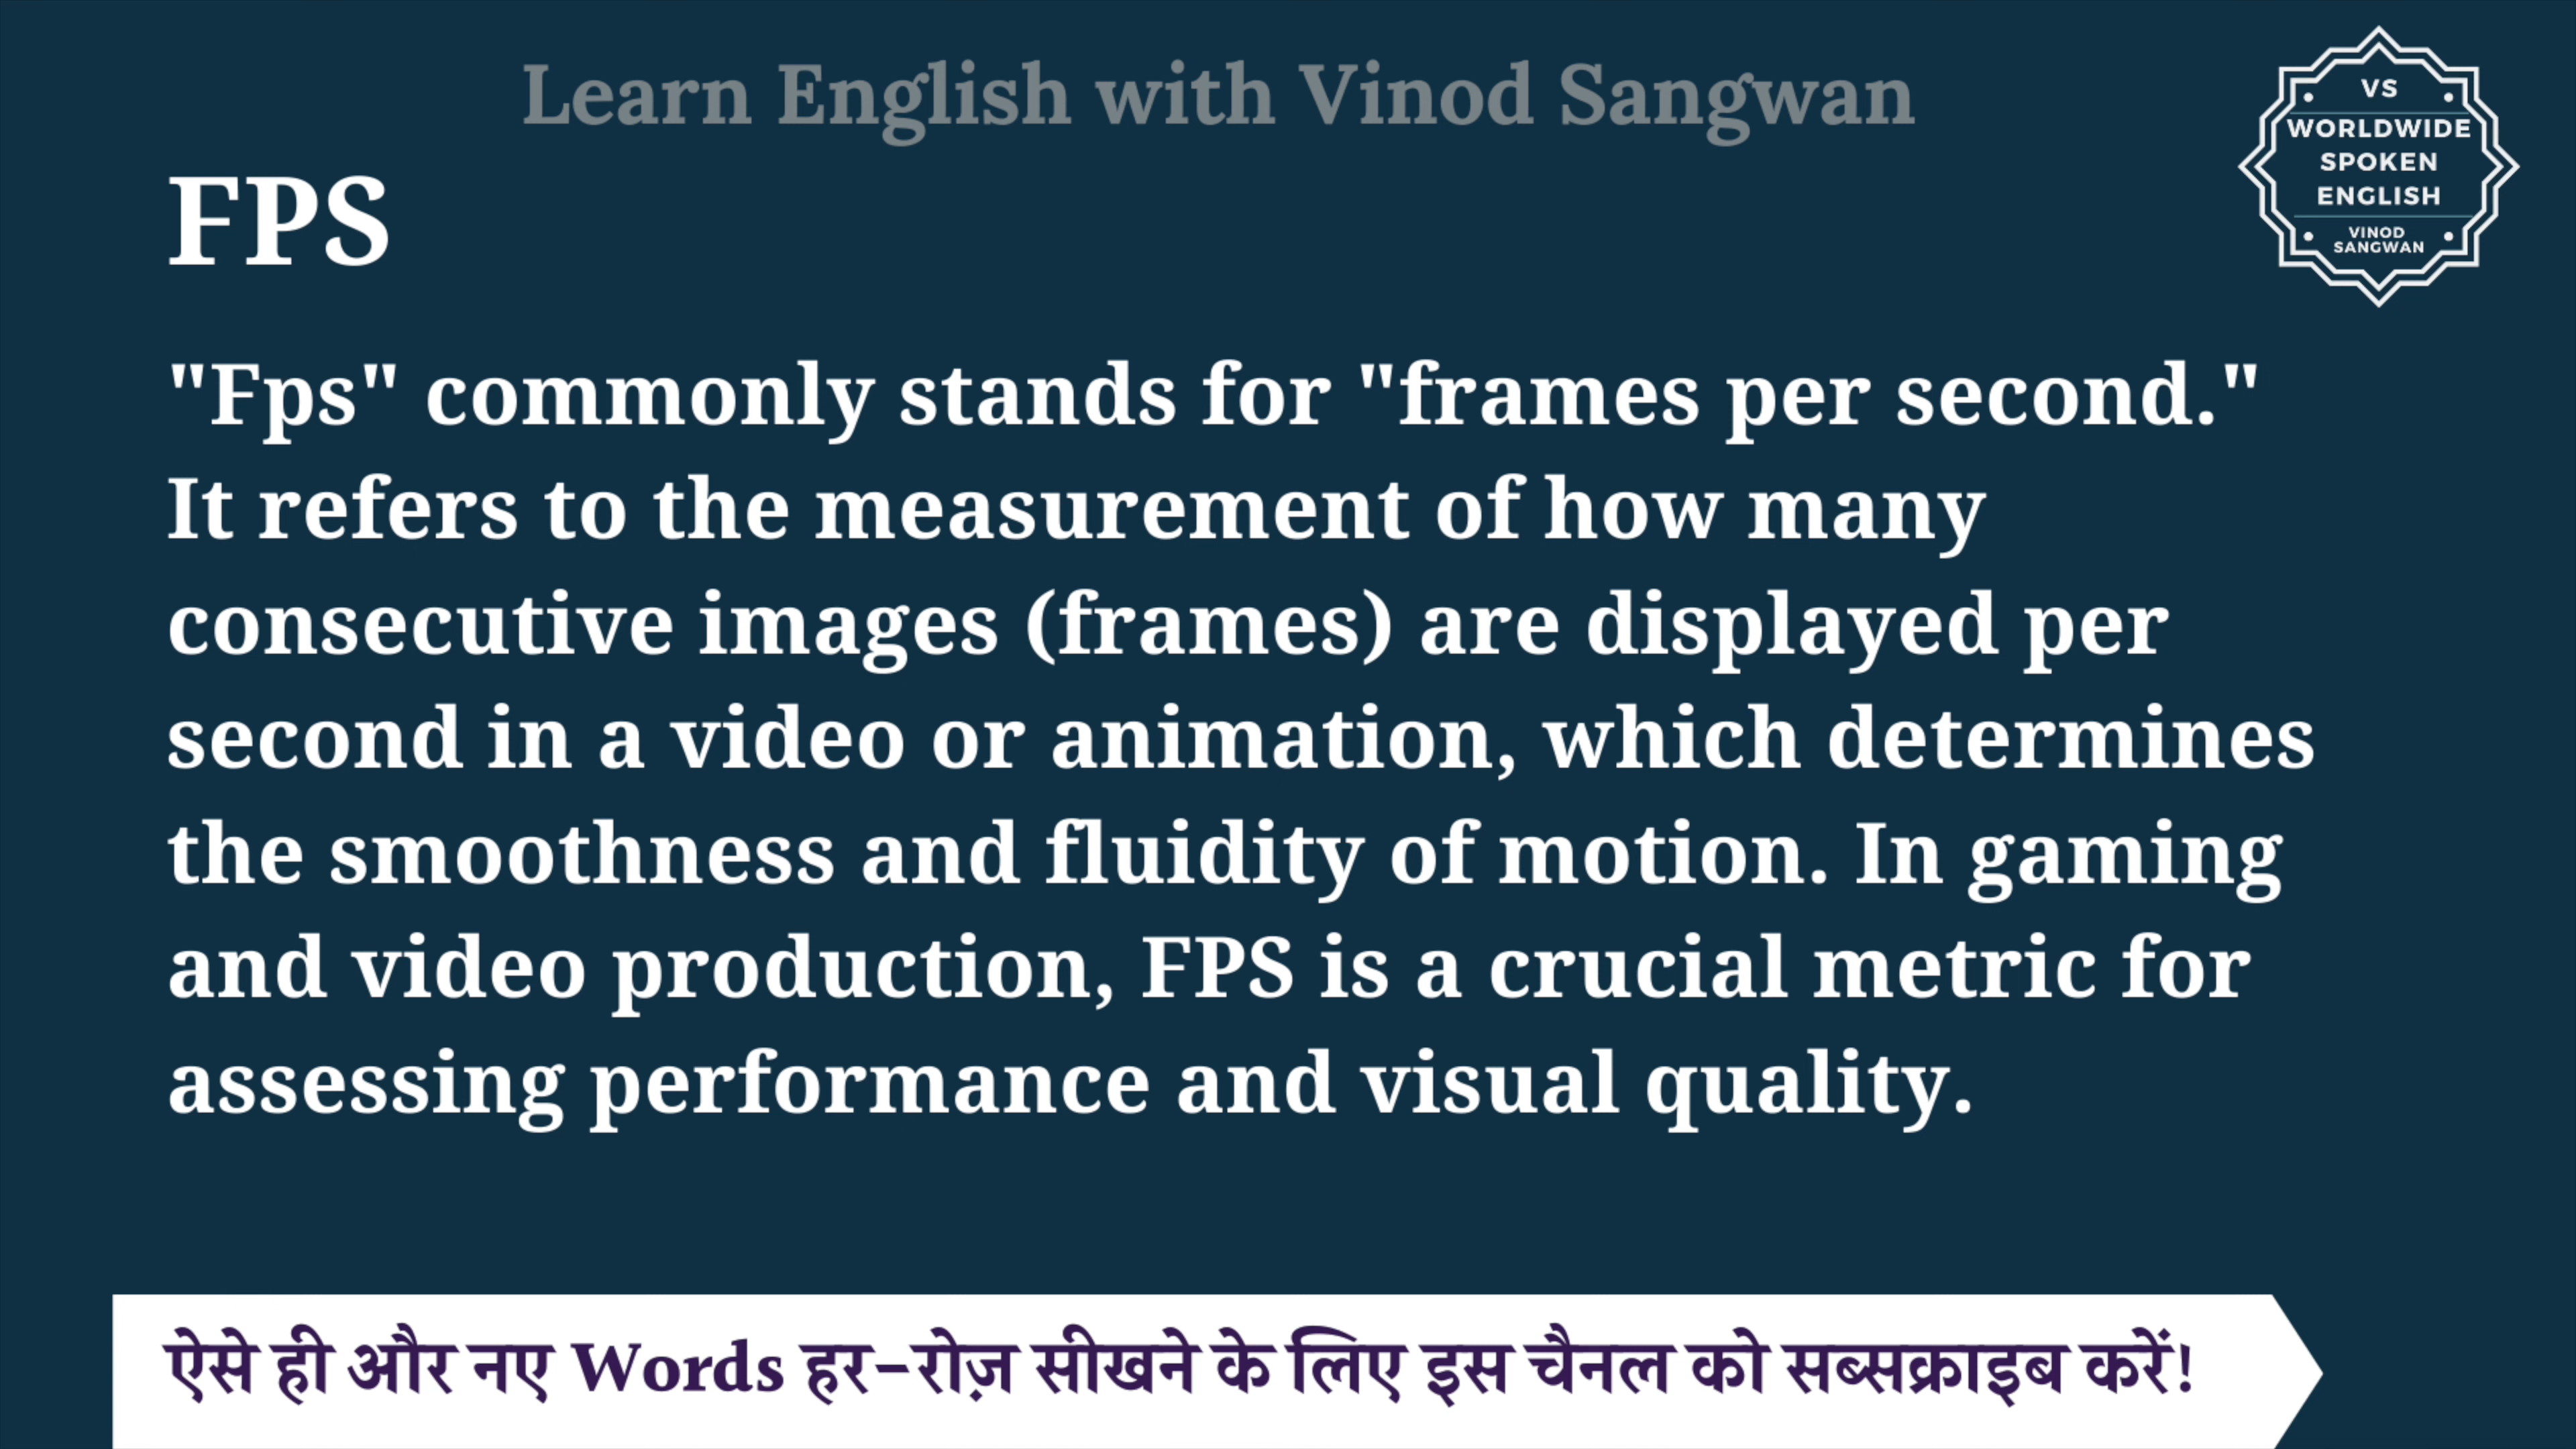 Learn English with Vinod Sangwan
VS
WORLDWIDE
SPOKEN
ENGLISH
VINOD
SANGWAN
FPS
"Fps" commonly stands for "frames per second."
It refers to the measurement of how many
consecutive images (frames) are displayed per
second in a video or animation, which determines
the smoothness and fluidity of motion. In gaming
and video production, FPS is a crucial metric for
assessing performance and visual quality.
ऐसे ही और नए Words हर-रोज़ सीखने के लिए इस चैनल को सब्सक्राइब करें!